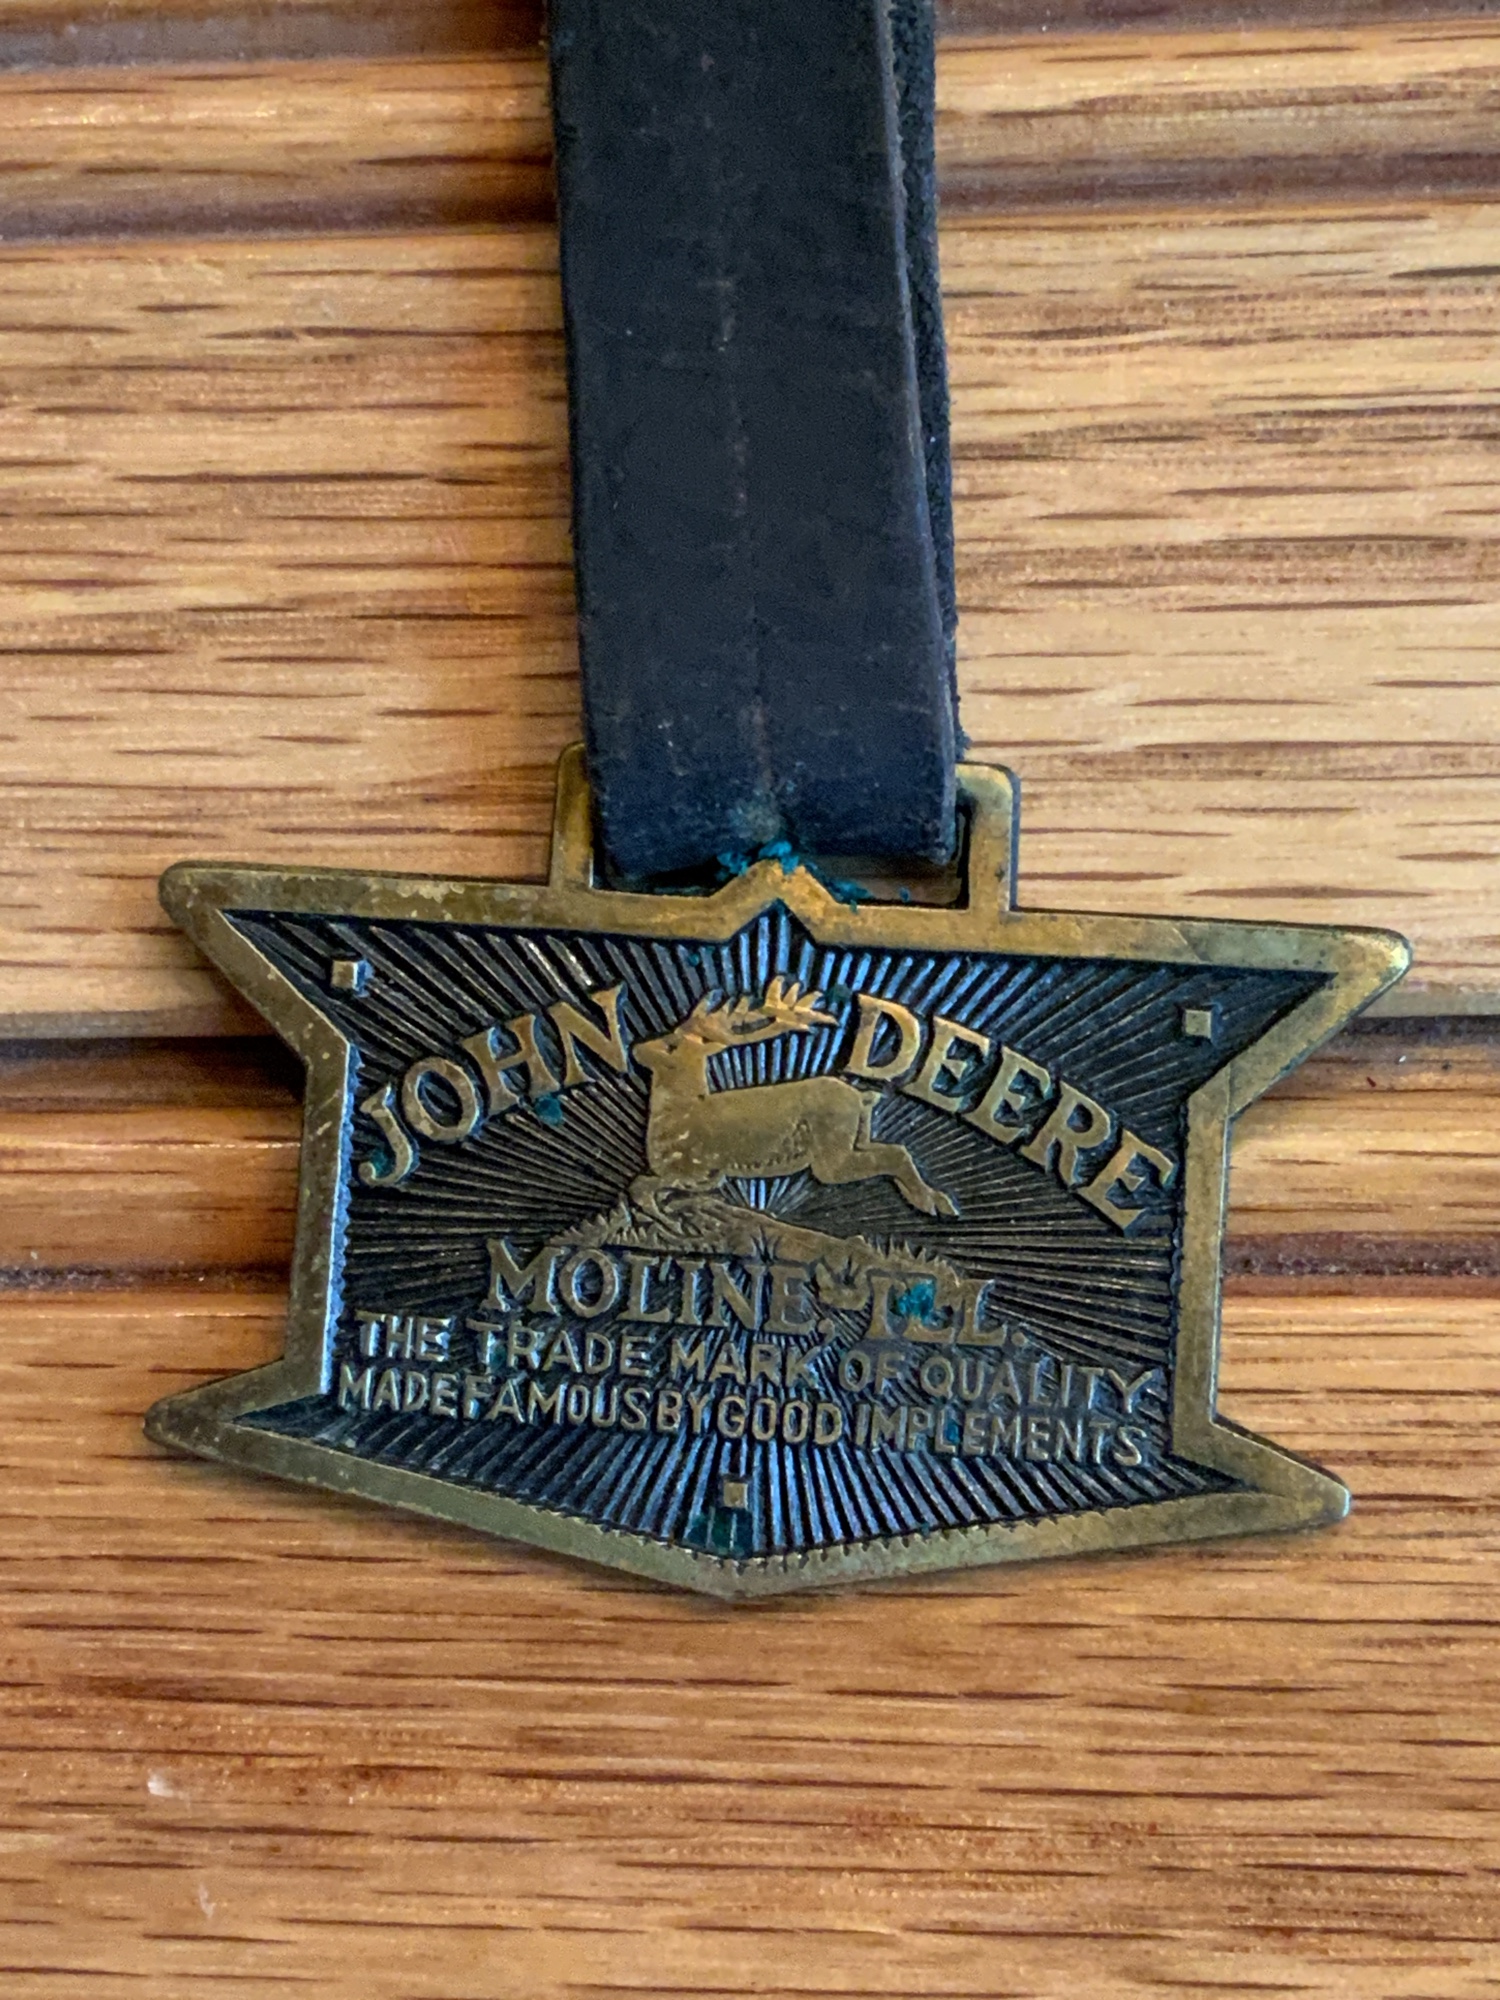 JOHN DEERE
MOLINE, ILL.
THE TRADE MARK OF QUALITY
MADE FAMOUS BY GOOD IMPLEMENTS